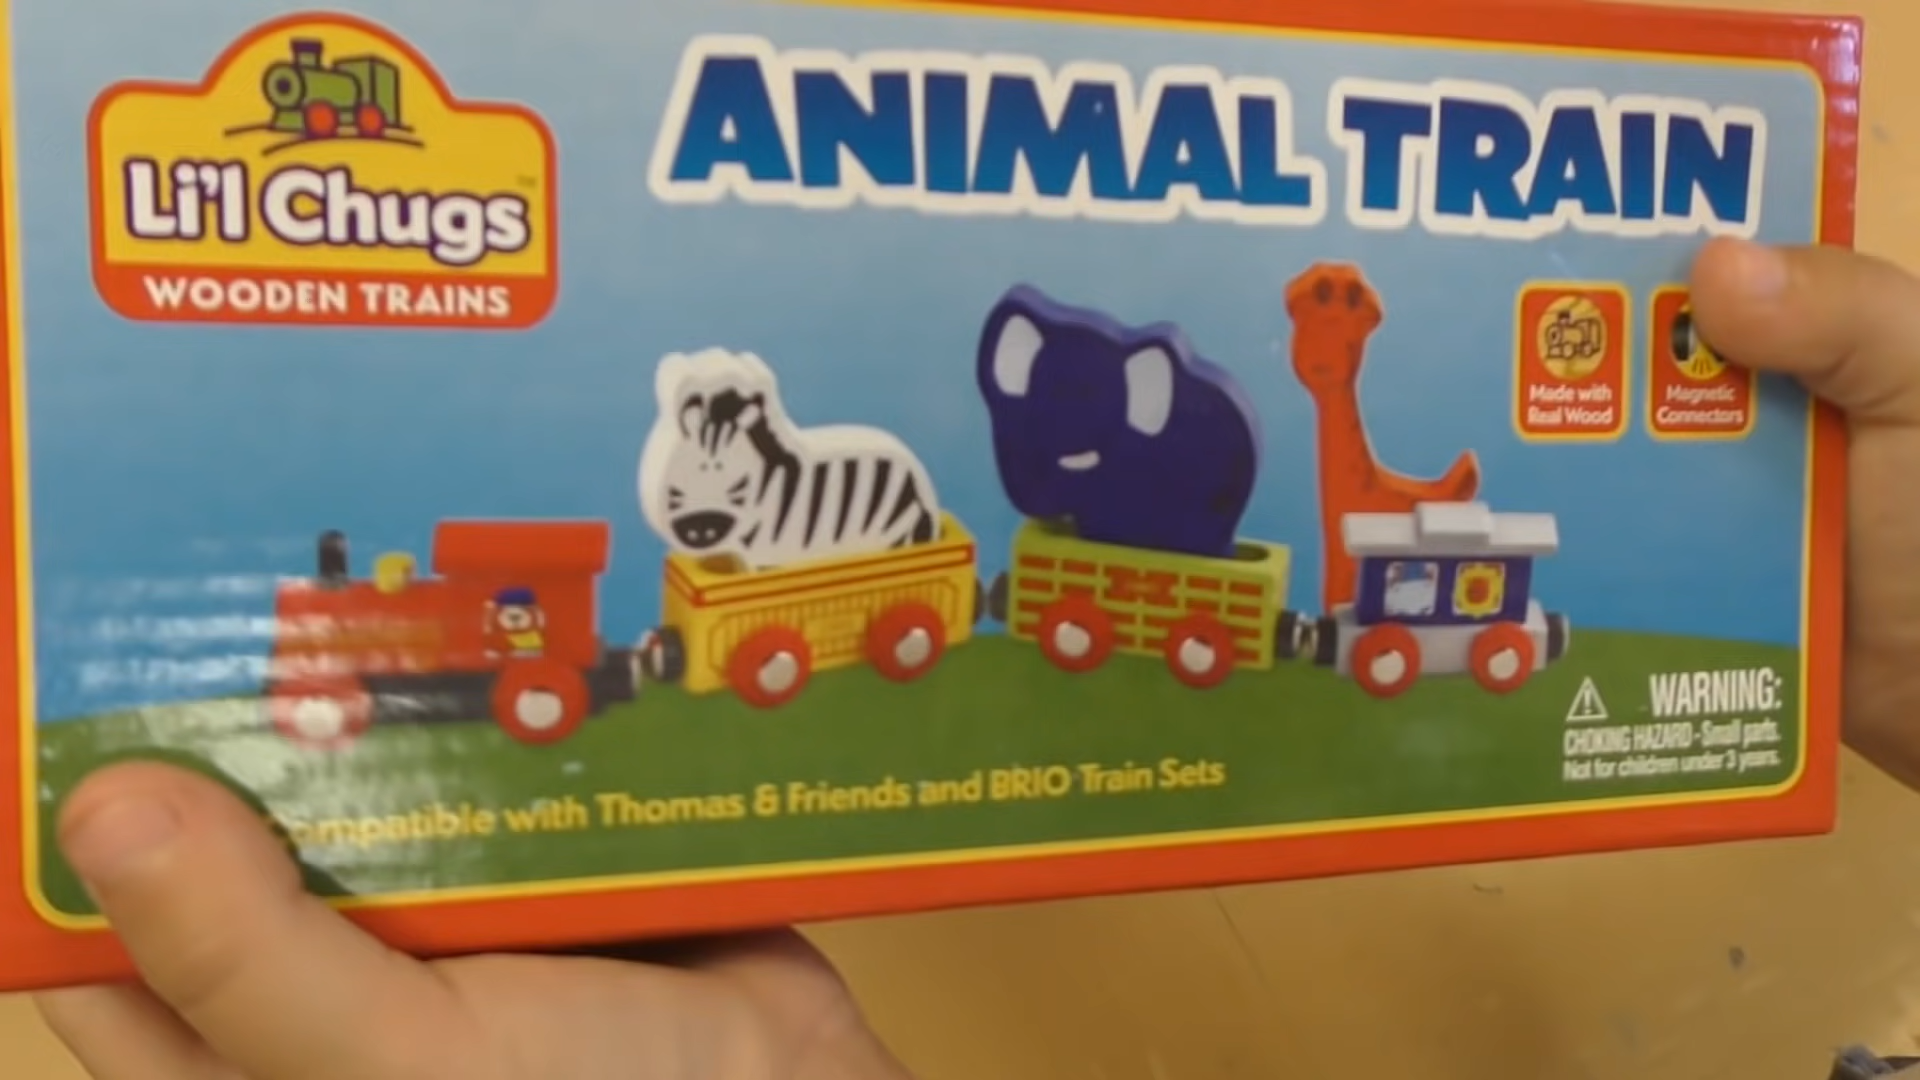 Li'l Chugs
™
WOODEN TRAINS
ANIMAL TRAIN
Made with
Real Wood
Magnetic
Connectors
WARNING:
CHOKING HAZARD - Small parts.
Not for children under 3 years.
ompatible with Thomas & Friends and BRIO Train Sets